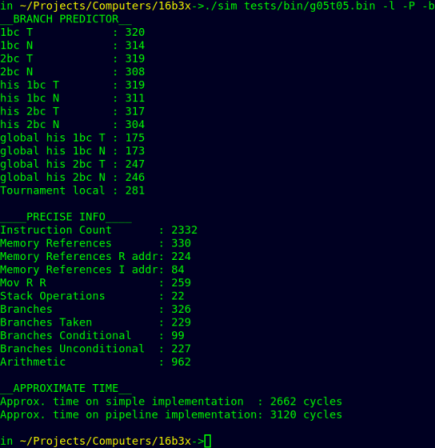 in ~/Projects/Computers/16b3x->./sim tests/bin/g05t05.bin -l -P -b
__BRANCH PREDICTOR__
1bc T            : 320
1bc N            : 314
2bc T            : 319
2bc N            : 308
his 1bc T        : 319
his 1bc N        : 311
his 2bc T        : 317
his 2bc N        : 304
global his 1bc T : 175
global his 1bc N : 173
global his 2bc T : 247
global his 2bc N : 246
Tournament local : 281
____PRECISE INFO____
Instruction Count       : 2332
Memory References       : 330
Memory References R addr: 224
Memory References I addr: 84
Mov R R                 : 259
Stack Operations        : 22
Branches                : 326
Branches Taken          : 229
Branches Conditional    : 99
Branches Unconditional  : 227
Arithmetic              : 962
__APPROXIMATE TIME__
Approx. time on simple implementation  : 2662 cycles
Approx. time on pipeline implementation: 3120 cycles
in ~/Projects/Computers/16b3x->